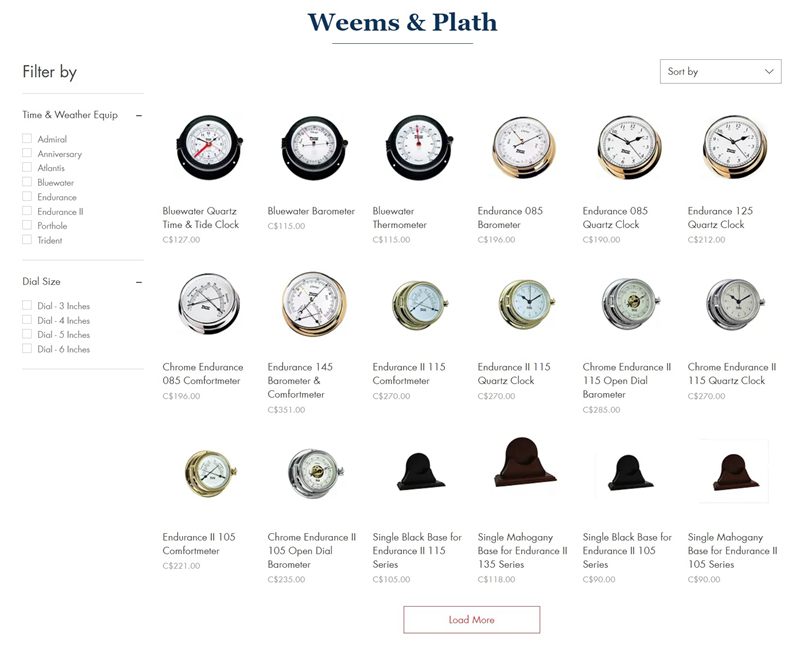 Weems & Plath
Filter by
Sort by
Time & Weather Equip
Admiral
Anniversary
Atlantis
Bluewater
Endurance
Endurance II
Porthole
Trident
Dial Size
Dial - 3 Inches
Dial - 4 Inches
Dial - 5 Inches
Dial - 6 Inches
Bluewater Quartz
Time & Tide Clock
C$127.00
Bluewater Barometer
C$115.00
Bluewater
Thermometer
C$115.00
Endurance 085
Barometer
C$196.00
Endurance 085
Quartz Clock
C$190.00
Endurance 125
Quartz Clock
C$212.00
Chrome Endurance
085 Comfortmeter
C$196.00
Endurance 145
Barometer &
Comfortmeter
C$351.00
Endurance II 115
Comfortmeter
C$270.00
Endurance II 115
Quartz Clock
C$270.00
Chrome Endurance II
115 Open Dial
Barometer
C$285.00
Chrome Endurance II
115 Quartz Clock
C$270.00
Endurance II 105
Comfortmeter
C$221.00
Chrome Endurance II
105 Open Dial
Barometer
C$235.00
Single Black Base for
Endurance II 115
Series
C$105.00
Single Mahogany
Base for Endurance II
135 Series
C$118.00
Single Black Base for
Endurance II 105
Series
C$90.00
Single Mahogany
Base for Endurance II
105 Series
C$90.00
Load More